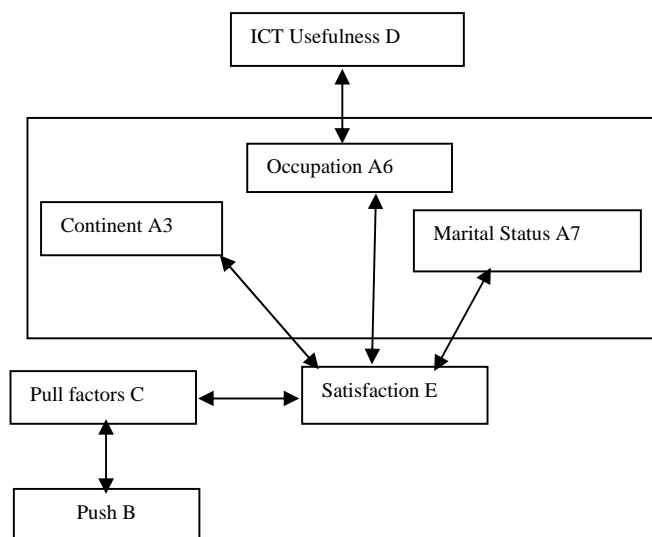 ICT Usefulness D
Occupation A6
Continent A3
Marital Status A7
Pull factors C
Satisfaction E
Push B